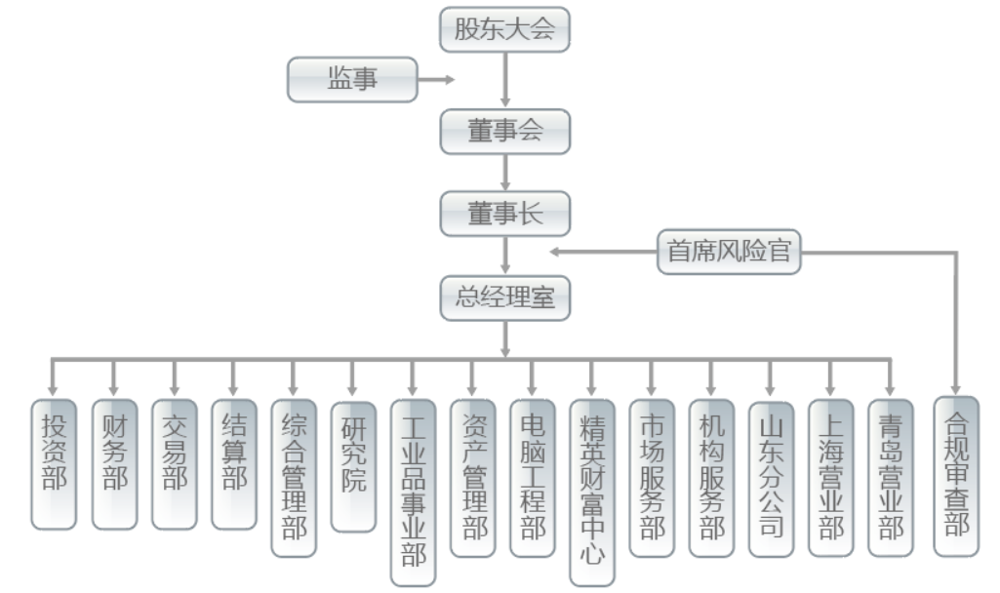 股东大会
监事
董事会
董事长
首席风险官
总经理室
投资部
财务部
交易部
结算部
综合管理部
研究院
工业品事业部
资产管理部
电脑工程部
精英财富中心
市场服务部
机构服务部
山东分公司
上海营业部
青岛营业部
合规审查部